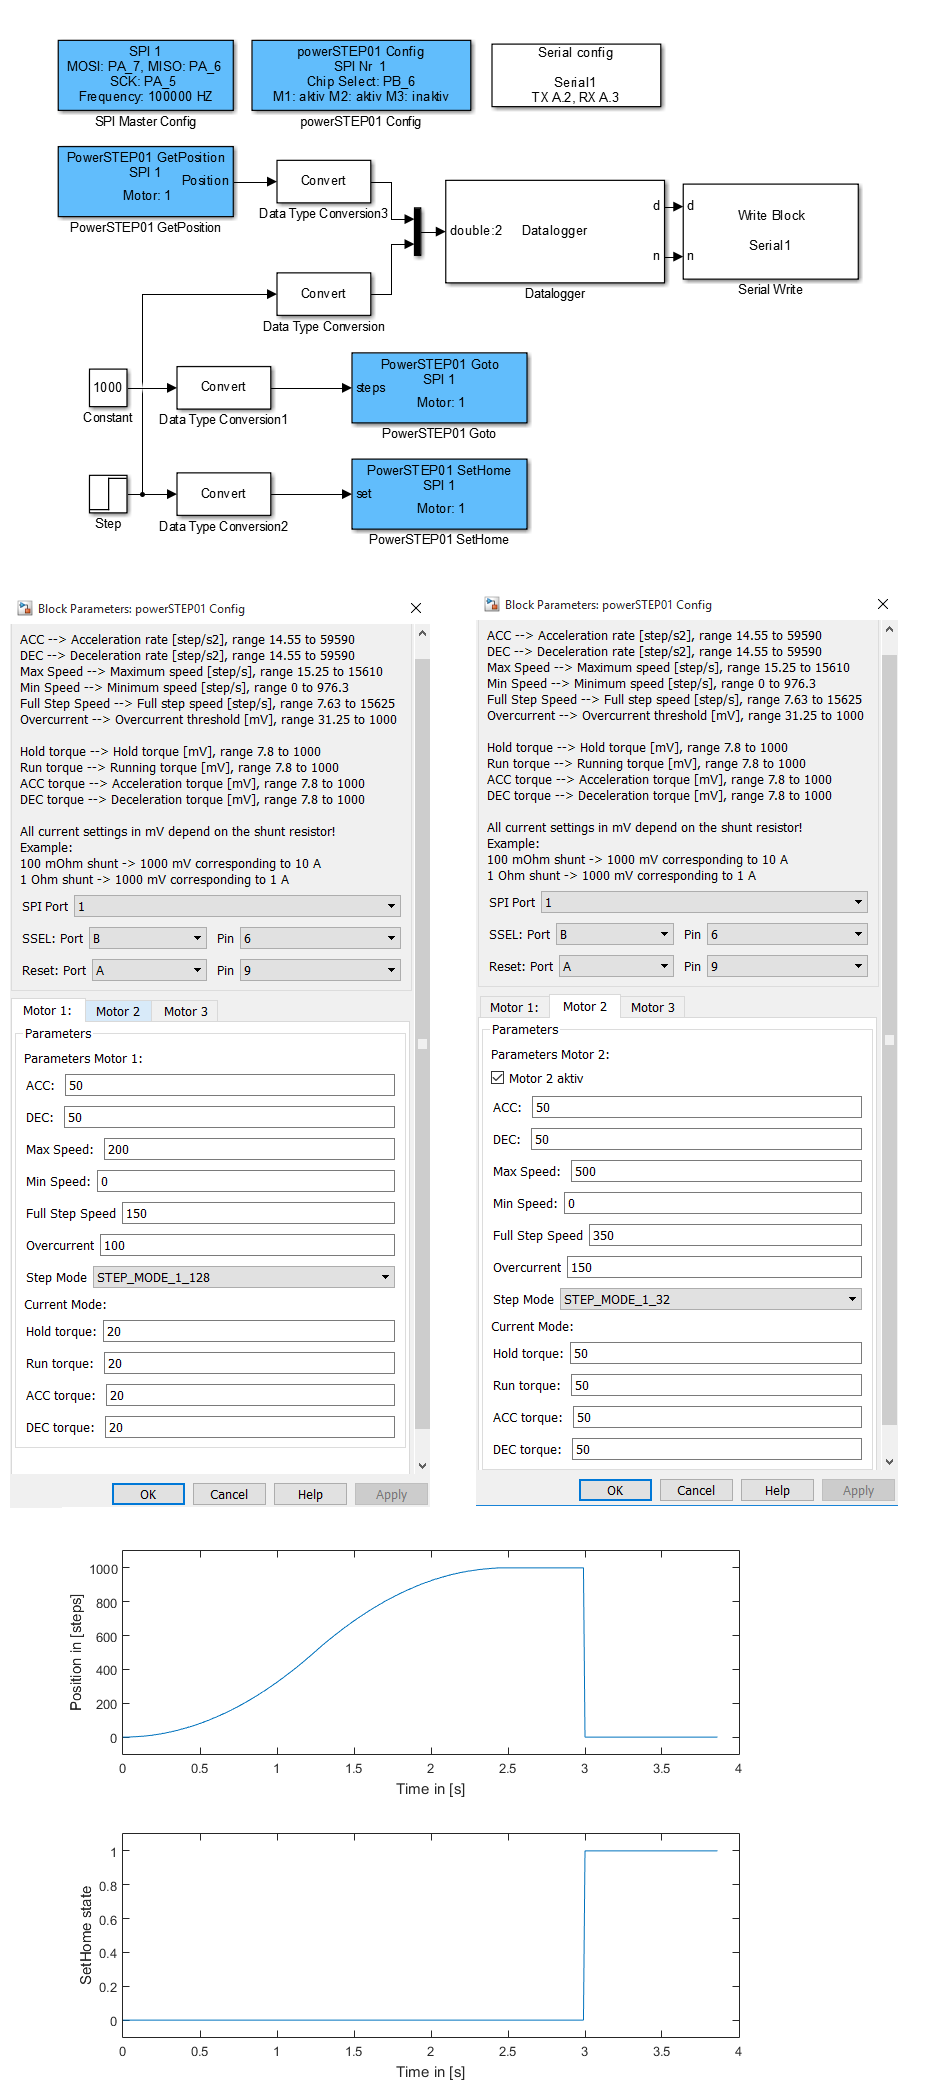 SPI 1
MOSI: PA_7, MISO: PA_6
SCK: PA_5
Frequency: 100000 HZ
SPI Master Config
powerSTEP01 Config
SPI Nr  1
Chip Select: PB_6
M1: aktiv M2: aktiv M3: inaktiv
powerSTEP01 Config
Serial config
Serial1
TX A.2, RX A.3
PowerSTEP01 GetPosition
SPI 1
Position
Motor: 1
PowerSTEP01 GetPosition
Convert
Data Type Conversion3
double:2
Datalogger
d
n
Datalogger
d
Write Block
Serial1
n
Serial Write
Convert
Data Type Conversion
1000
Constant
Convert
Data Type Conversion1
PowerSTEP01 Goto
SPI 1
steps
Motor: 1
PowerSTEP01 Goto
Step
Convert
Data Type Conversion2
PowerSTEP01 SetHome
SPI 1
set
Motor: 1
PowerSTEP01 SetHome
Block Parameters: powerSTEP01 Config
ACC --> Acceleration rate [step/s2], range 14.55 to 59590
DEC --> Deceleration rate [step/s2], range 14.55 to 59590
Max Speed --> Maximum speed [step/s], range 15.25 to 15610
Min Speed --> Minimum speed [step/s], range 0 to 976.3
Full Step Speed --> Full step speed [step/s], range 7.63 to 15625
Overcurrent --> Overcurrent threshold [mV], range 31.25 to 1000
Hold torque --> Hold torque [mV], range 7.8 to 1000
Run torque --> Running torque [mV], range 7.8 to 1000
ACC torque --> Acceleration torque [mV], range 7.8 to 1000
DEC torque --> Deceleration torque [mV], range 7.8 to 1000
All current settings in mV depend on the shunt resistor!
Example:
100 mOhm shunt -> 1000 mV corresponding to 10 A
1 Ohm shunt -> 1000 mV corresponding to 1 A
SPI Port 1
SSEL: Port B Pin 6
Reset: Port A Pin 9
Motor 1: Motor 2 Motor 3
Parameters
Parameters Motor 1:
ACC: 50
DEC: 50
Max Speed: 200
Min Speed: 0
Full Step Speed 150
Overcurrent 100
Step Mode STEP_MODE_1_128
Current Mode:
Hold torque: 20
Run torque: 20
ACC torque: 20
DEC torque: 20
OK Cancel Help Apply
Block Parameters: powerSTEP01 Config
ACC --> Acceleration rate [step/s2], range 14.55 to 59590
DEC --> Deceleration rate [step/s2], range 14.55 to 59590
Max Speed --> Maximum speed [step/s], range 15.25 to 15610
Min Speed --> Minimum speed [step/s], range 0 to 976.3
Full Step Speed --> Full step speed [step/s], range 7.63 to 15625
Overcurrent --> Overcurrent threshold [mV], range 31.25 to 1000
Hold torque --> Hold torque [mV], range 7.8 to 1000
Run torque --> Running torque [mV], range 7.8 to 1000
ACC torque --> Acceleration torque [mV], range 7.8 to 1000
DEC torque --> Deceleration torque [mV], range 7.8 to 1000
All current settings in mV depend on the shunt resistor!
Example:
100 mOhm shunt -> 1000 mV corresponding to 10 A
1 Ohm shunt -> 1000 mV corresponding to 1 A
SPI Port 1
SSEL: Port B Pin 6
Reset: Port A Pin 9
Motor 1: Motor 2 Motor 3
Parameters
Parameters Motor 2:
Motor 2 aktiv
ACC: 50
DEC: 50
Max Speed: 500
Min Speed: 0
Full Step Speed 350
Overcurrent 150
Step Mode STEP_MODE_1_32
Current Mode:
Hold torque: 50
Run torque: 50
ACC torque: 50
DEC torque: 50
OK Cancel Help Apply
Position in [steps]
1000
800
600
400
200
0
0 0.5 1 1.5 2 2.5 3 3.5 4
Time in [s]
SetHome state
1
0.8
0.6
0.4
0.2
0
0 0.5 1 1.5 2 2.5 3 3.5 4
Time in [s]